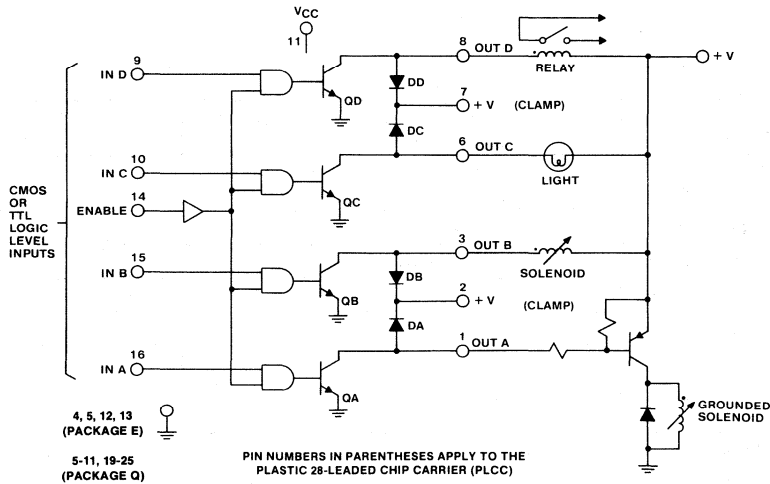 VCC
11
8 OUT D
RELAY
+ V
9
IN D
QD
DD
7
+ V (CLAMP)
DC
10
IN C
QC
6 OUT C
LIGHT
CMOS
OR
TTL
LOGIC
LEVEL
INPUTS
14
ENABLE
15
IN B
QB
3 OUT B
SOLENOID
DB
2
+ V (CLAMP)
DA
1 OUT A
16
IN A
QA
GROUNDED
SOLENOID
4, 5, 12, 13
(PACKAGE E)
5-11, 19-25
(PACKAGE Q)
PIN NUMBERS IN PARENTHESES APPLY TO THE
PLASTIC 28-LEADED CHIP CARRIER (PLCC)